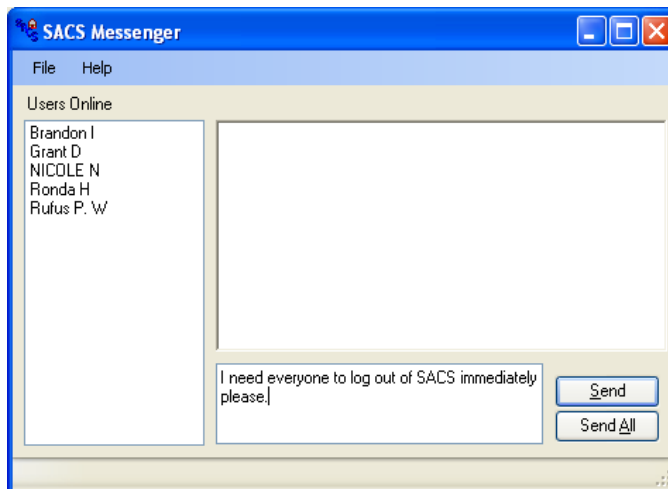 SACS Messenger
File Help
Users Online
Brandon I
Grant D
NICOLE N
Ronda H
Rufus P. W
I need everyone to log out of SACS immediately
please.
Send
Send All